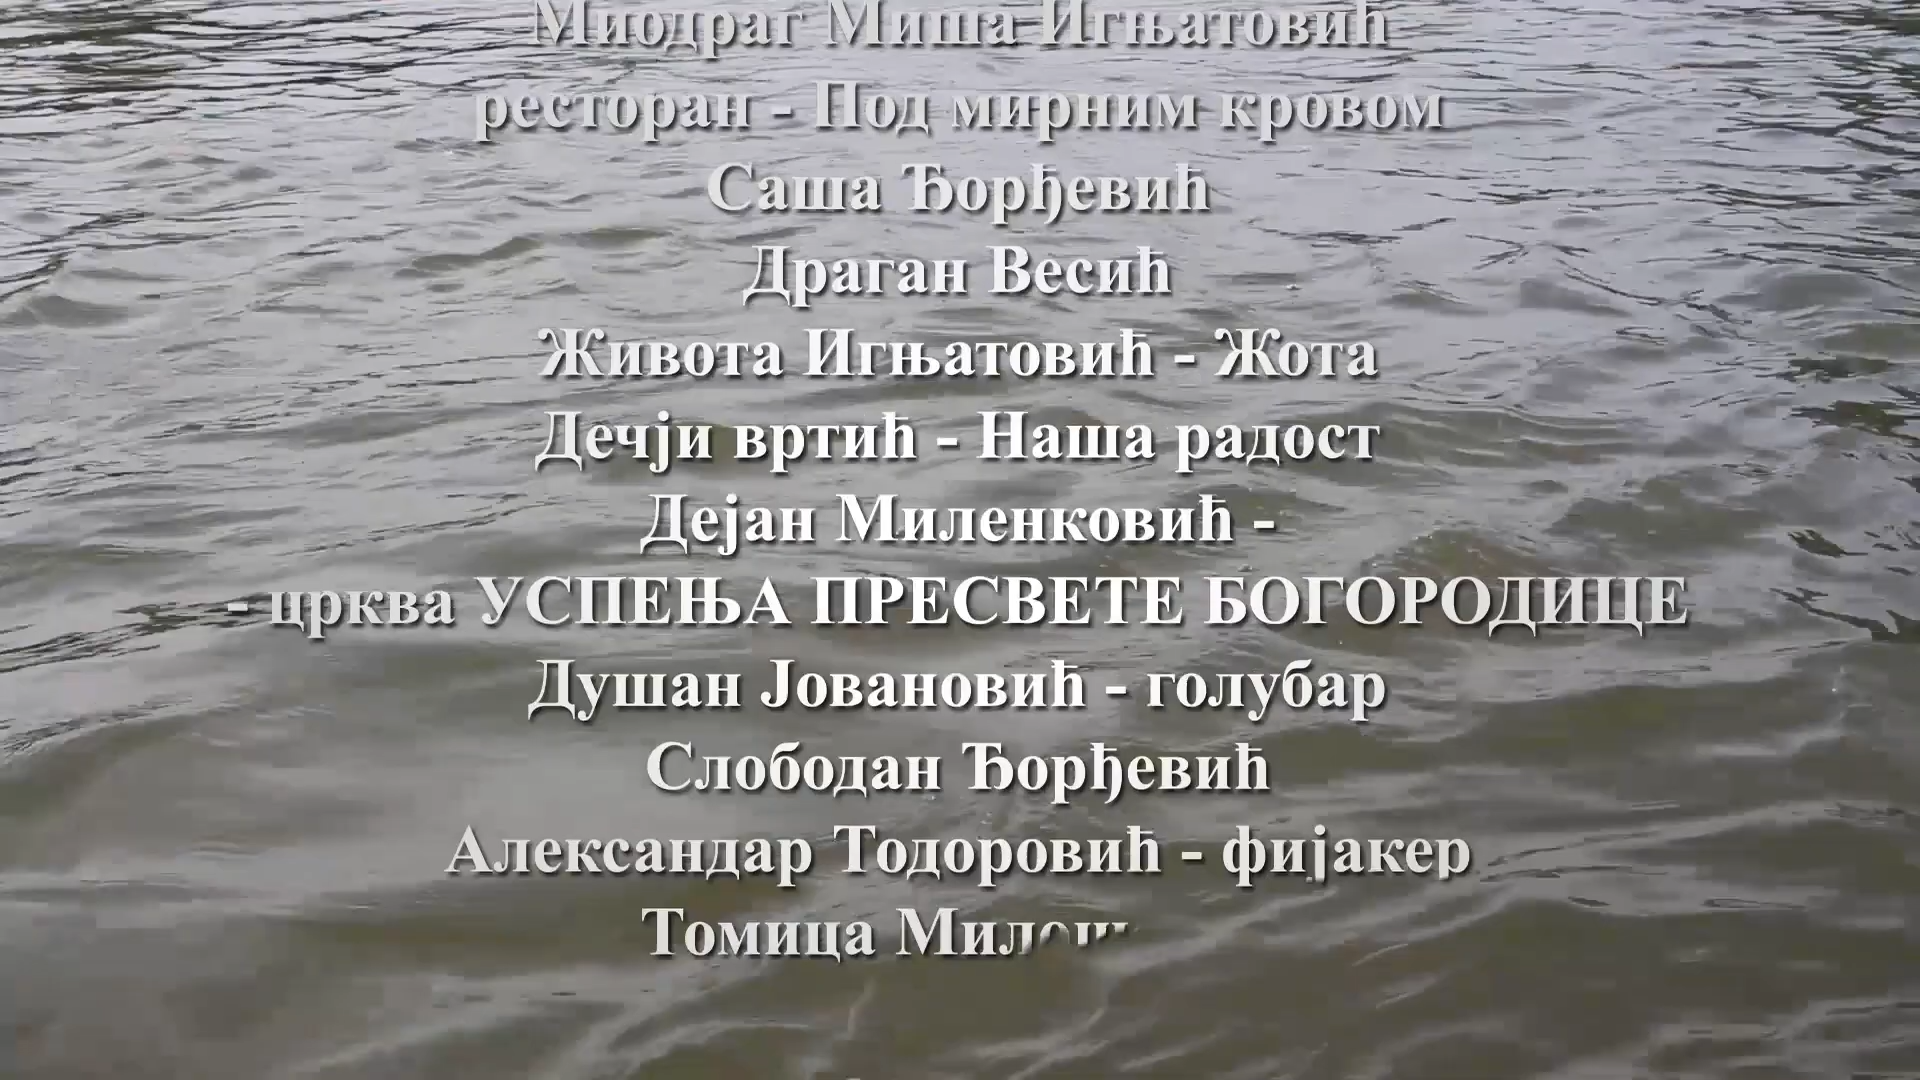 Миодраг Миша Игњатовић
ресторан - Под мирним кровом
Саша Ђорђевић
Драган Весић
Живота Игњатовић - Жота
Дечји вртић - Наша радост
Дејан Миленковић -
- црква УСПЕЊА ПРЕСВЕТЕ БОГОРОДИЦЕ
Душан Јовановић - голубар
Слободан Ђорђевић
Александар Тодоровић - фијакер
Томица